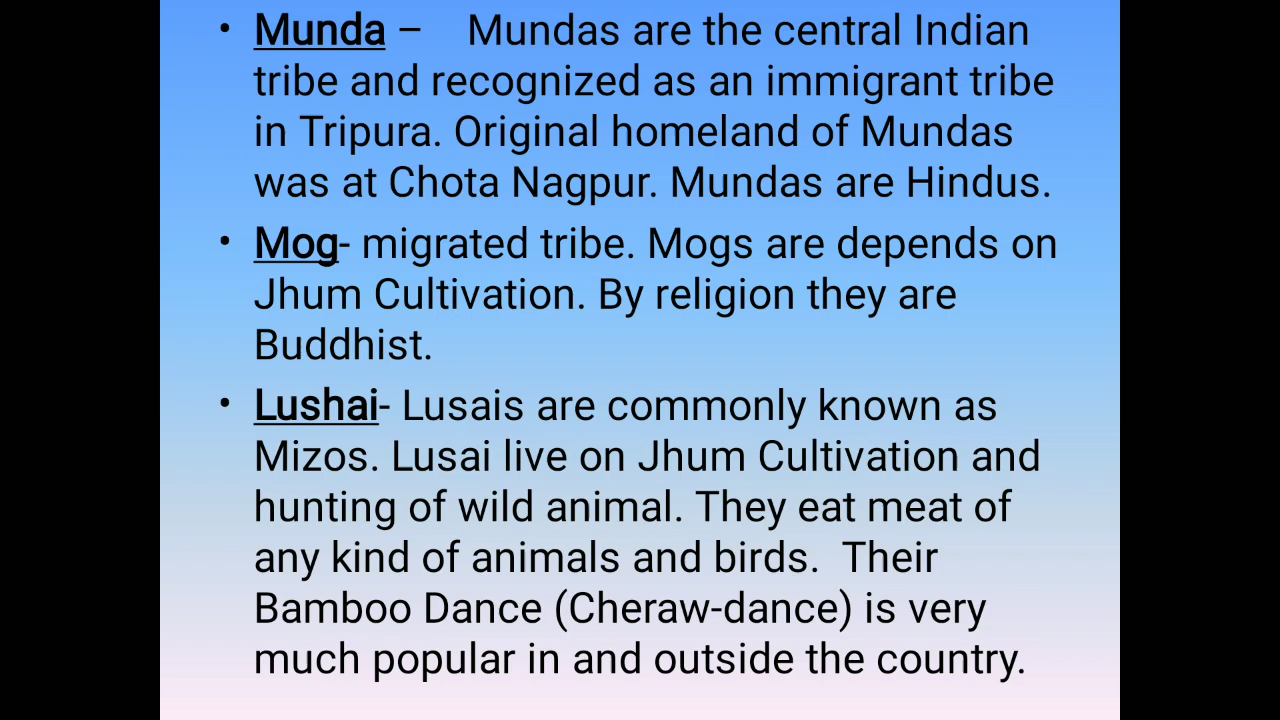 • Munda –    Mundas are the central Indian
tribe and recognized as an immigrant tribe
in Tripura. Original homeland of Mundas
was at Chota Nagpur. Mundas are Hindus.
• Mog- migrated tribe. Mogs are depends on
Jhum Cultivation. By religion they are
Buddhist.
• Lushai- Lusais are commonly known as
Mizos. Lusai live on Jhum Cultivation and
hunting of wild animal. They eat meat of
any kind of animals and birds.  Their
Bamboo Dance (Cheraw-dance) is very
much popular in and outside the country.